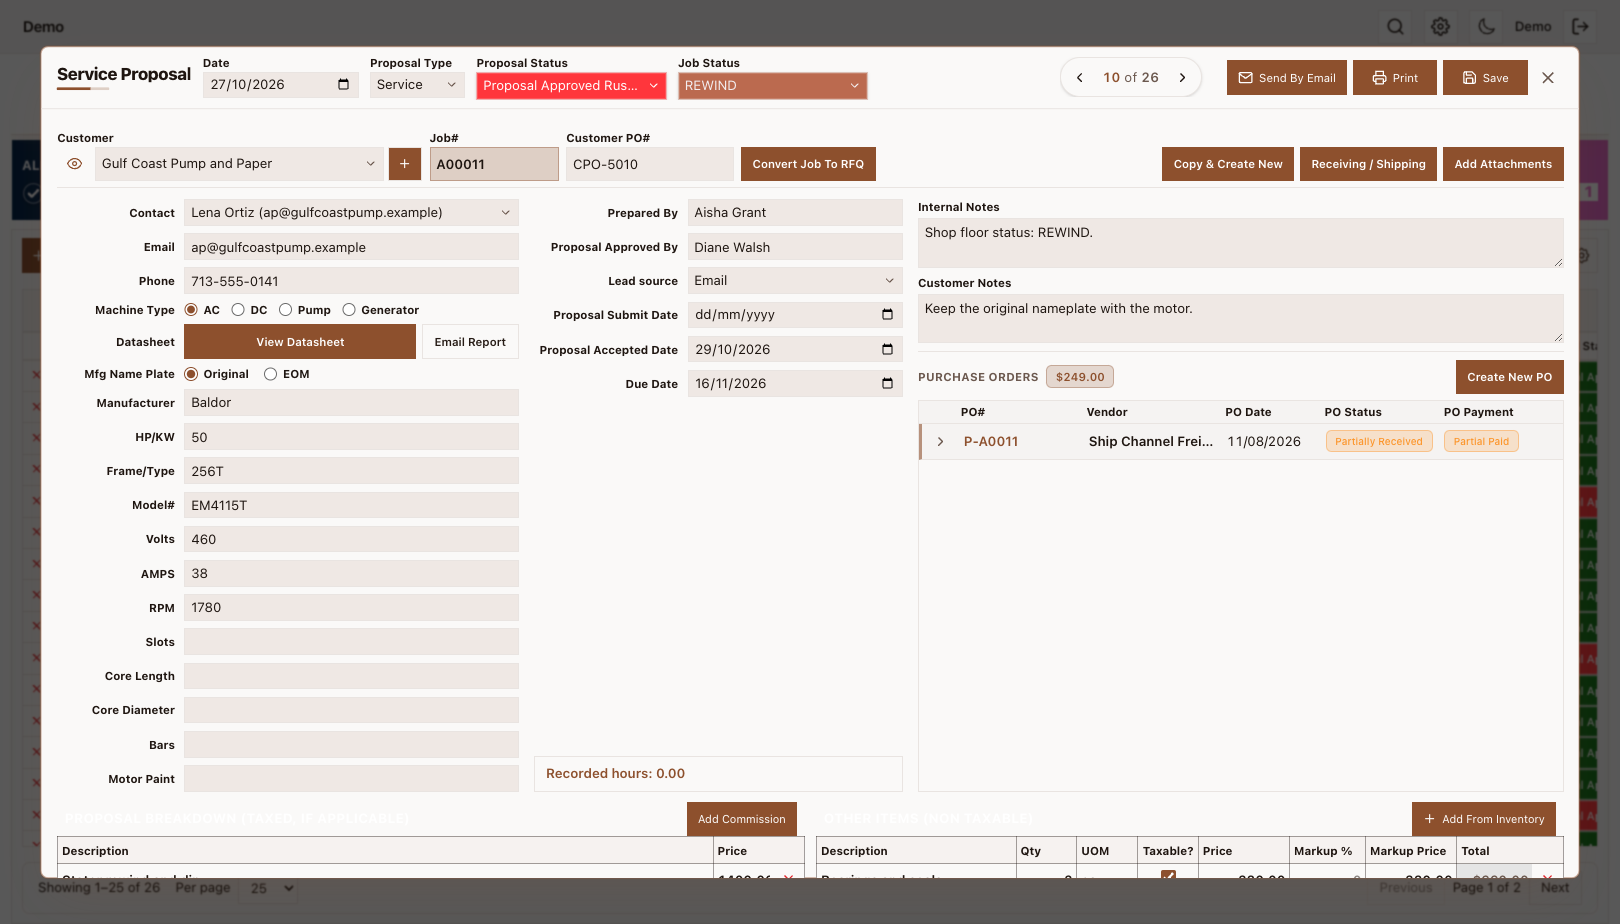 Demo
Demo
Service Proposal
Date
27/10/2026
Proposal Type
Service
Proposal Status
Proposal Approved Rus...
Job Status
REWIND
10 of 26
Send By Email
Print
Save
Customer
Gulf Coast Pump and Paper
+
Job#
A00011
Customer PO#
CPO-5010
Convert Job To RFQ
Copy & Create New
Receiving / Shipping
Add Attachments
Contact
Lena Ortiz (ap@gulfcoastpump.example)
Email
ap@gulfcoastpump.example
Phone
713-555-0141
Machine Type
AC
DC
Pump
Generator
Datasheet
View Datasheet
Email Report
Mfg Name Plate
Original
EOM
Manufacturer
Baldor
HP/KW
50
Frame/Type
256T
Model#
EM4115T
Volts
460
AMPS
38
RPM
1780
Slots
Core Length
Core Diameter
Bars
Motor Paint
Prepared By
Aisha Grant
Proposal Approved By
Diane Walsh
Lead source
Email
Proposal Submit Date
dd/mm/yyyy
Proposal Accepted Date
29/10/2026
Due Date
16/11/2026
Recorded hours: 0.00
Internal Notes
Shop floor status: REWIND.
Customer Notes
Keep the original nameplate with the motor.
PURCHASE ORDERS
$249.00
Create New PO
PO#
Vendor
PO Date
PO Status
PO Payment
P-A0011
Ship Channel Frei...
11/08/2026
Partially Received
Partial Paid
PROPOSAL BREAKDOWN (TAXED, IF APPLICABLE)
Add Commission
Description
Price
OTHER ITEMS (NON TAXABLE)
+ Add From Inventory
Description
Qty
UOM
Taxable?
Price
Markup %
Markup Price
Total
Showing 1–25 of 26
Per page
25
Previous
Page 1 of 2
Next